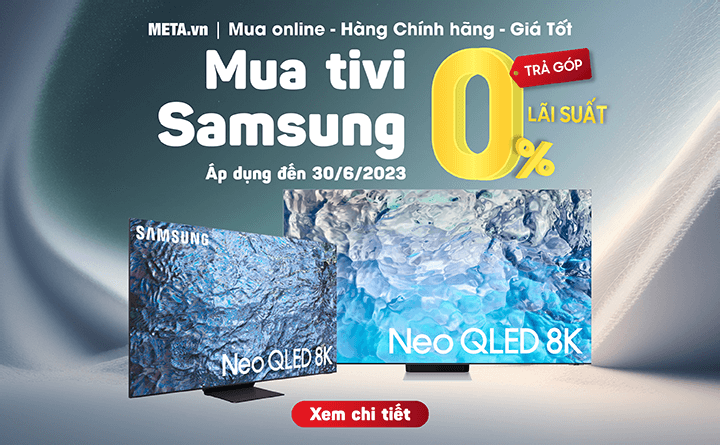 META.vn | Mua online - Hàng Chính hãng - Giá Tốt
Mua tivi
Samsung
0%
TRẢ GÓP
LÃI SUẤT
Áp dụng đến 30/6/2023
SAMSUNG
Neo QLED 8K
Neo QLED 8K
Xem chi tiết